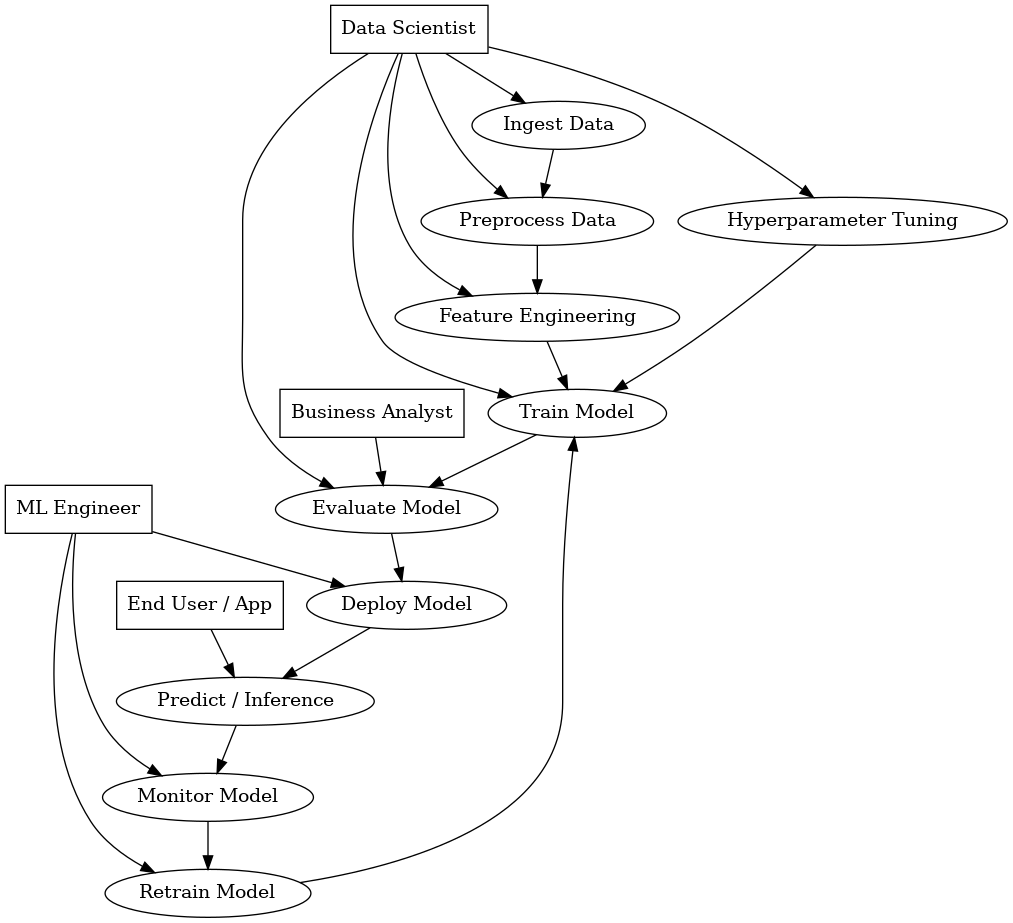 Data Scientist
Ingest Data
Preprocess Data
Hyperparameter Tuning
Feature Engineering
Business Analyst
Train Model
ML Engineer
Evaluate Model
End User / App
Deploy Model
Predict / Inference
Monitor Model
Retrain Model